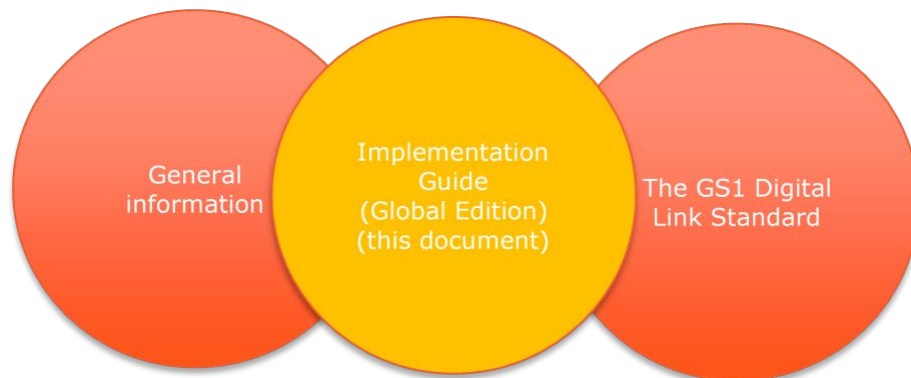 General
information
Implementation
Guide
(Global Edition)
(this document)
The GS1 Digital
Link Standard